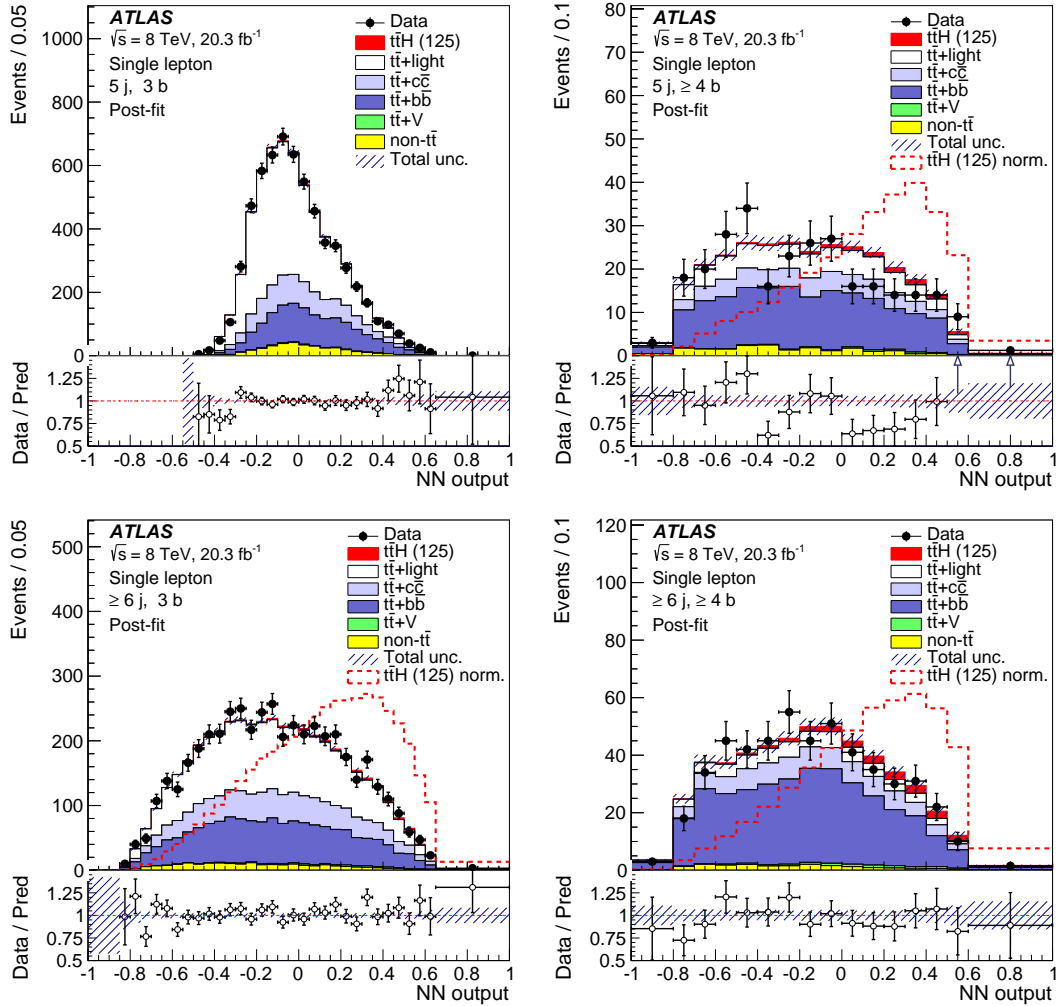 ATLAS
√s = 8 TeV, 20.3 fb⁻¹
Single lepton
5 j, 3 b
Post-fit
Data
tt̄H (125)
tt̄+light
tt̄+cc̄
tt̄+bb̄
tt̄+V
non-tt̄
Total unc.
Events / 0.05
1000
800
600
400
200
0
Data / Pred
1.25
1
0.75
0.5
-1 -0.8 -0.6 -0.4 -0.2 0 0.2 0.4 0.6 0.8 1
NN output
ATLAS
√s = 8 TeV, 20.3 fb⁻¹
Single lepton
5 j, ≥ 4 b
Post-fit
Data
tt̄H (125)
tt̄+light
tt̄+cc̄
tt̄+bb̄
tt̄+V
non-tt̄
Total unc.
tt̄H (125) norm.
Events / 0.1
80
70
60
50
40
30
20
10
0
Data / Pred
1.25
1
0.75
0.5
-1 -0.8 -0.6 -0.4 -0.2 0 0.2 0.4 0.6 0.8 1
NN output
ATLAS
√s = 8 TeV, 20.3 fb⁻¹
Single lepton
≥ 6 j, 3 b
Post-fit
Data
tt̄H (125)
tt̄+light
tt̄+cc̄
tt̄+bb̄
tt̄+V
non-tt̄
Total unc.
tt̄H (125) norm.
Events / 0.05
500
400
300
200
100
0
Data / Pred
1.25
1
0.75
0.5
-1 -0.8 -0.6 -0.4 -0.2 0 0.2 0.4 0.6 0.8 1
NN output
ATLAS
√s = 8 TeV, 20.3 fb⁻¹
Single lepton
≥ 6 j, ≥ 4 b
Post-fit
Data
tt̄H (125)
tt̄+light
tt̄+cc̄
tt̄+bb̄
tt̄+V
non-tt̄
Total unc.
tt̄H (125) norm.
Events / 0.1
120
100
80
60
40
20
0
Data / Pred
1.25
1
0.75
0.5
-1 -0.8 -0.6 -0.4 -0.2 0 0.2 0.4 0.6 0.8 1
NN output